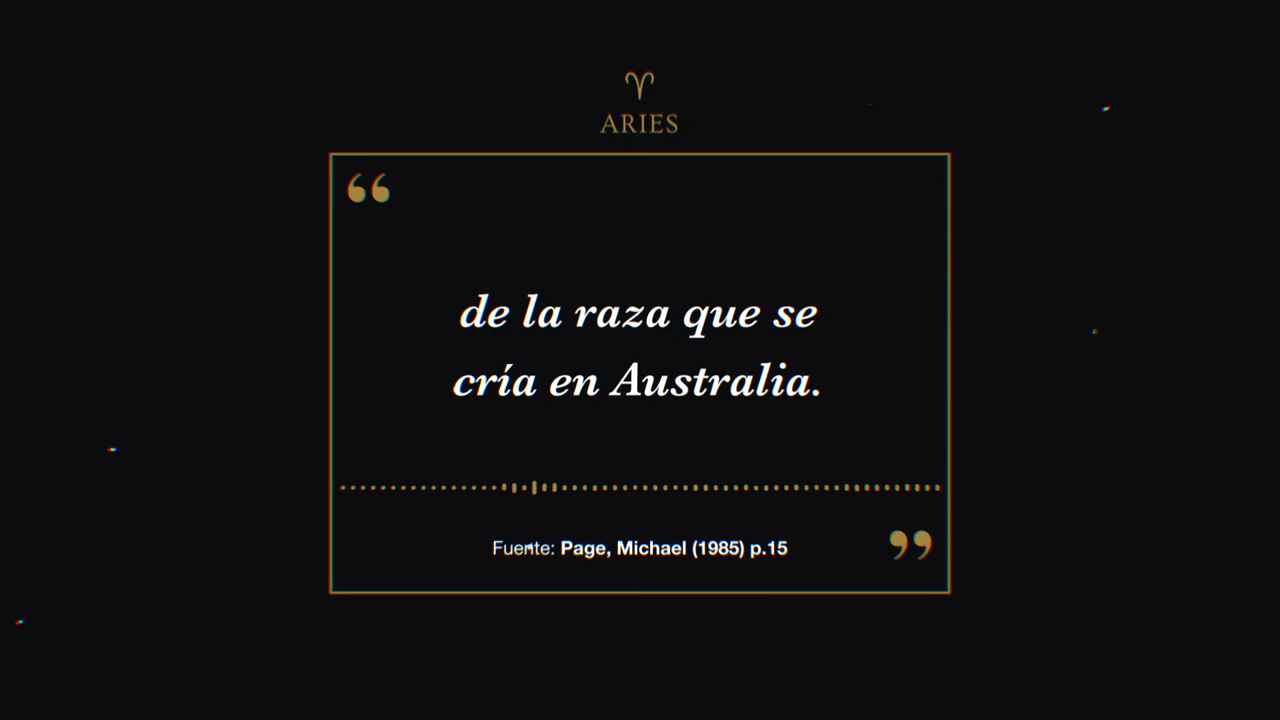 ARIES
“
de la raza que se
cría en Australia.
Fuente: Page, Michael (1985) p.15
”